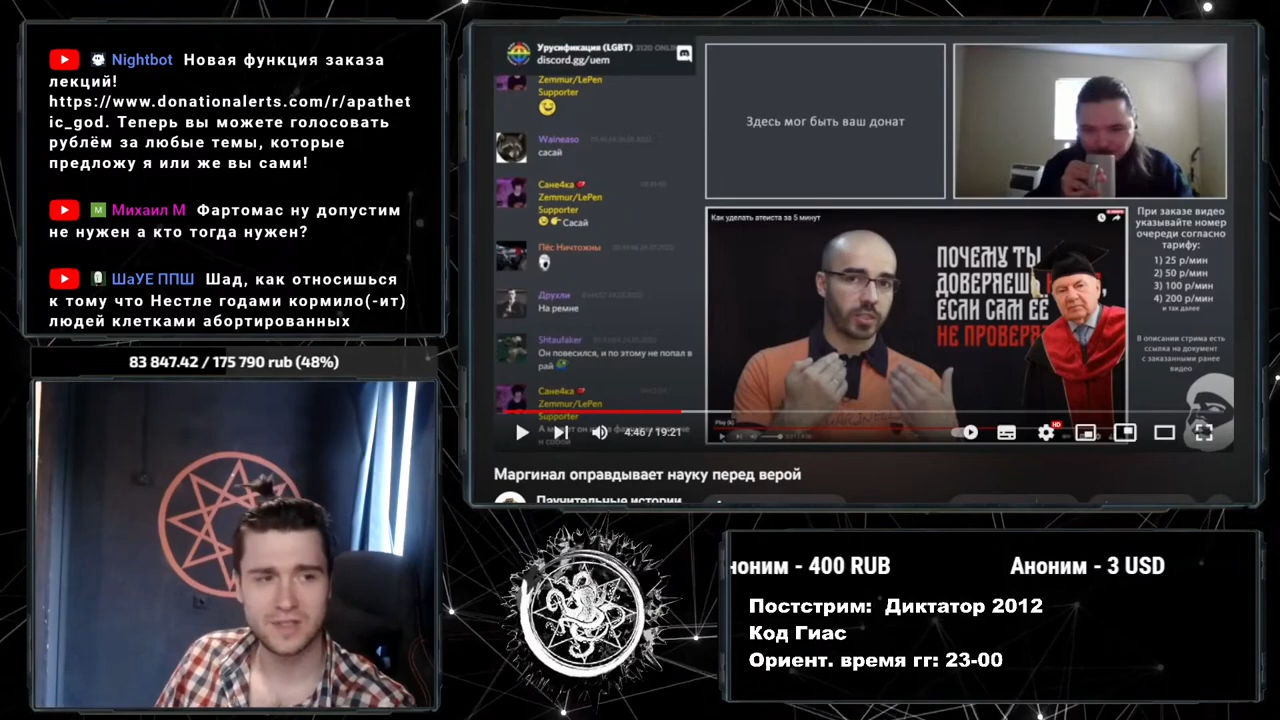 Nightbot Новая функция заказа
лекций!
https://www.donationalerts.com/r/apathet
ic_god. Теперь вы можете голосовать
рублём за любые темы, которые
предложу я или же вы сами!
Михаил М Фартомас ну допустим
не нужен а кто тогда нужен?
ШаУЕ ППШ Шад, как относишься
к тому что Нестле годами кормило(-ит)
людей клетками абортированных
83 847.42 / 175 790 rub (48%)
Урусификация (LGBT) 3120 ONLIN
discord.gg/uem
Zemmur/LePen
Supporter
Waineaso
сасай
Сане4ка
Zemmur/LePen
Supporter
Сасай
Пёс Ничтожны
Друхли
На ремне
Shtaufaker
Он повесился, и по этому не попал в
рай
Сане4ка
Zemmur/LePen
Supporter
Здесь мог быть ваш донат
Как уделать атеиста за 5 минут
ПОЧЕМУ ТЫ
ДОВЕРЯЕШ
ЕСЛИ САМ ЕЁ
НЕ ПРОВЕРЯ
При заказе видео
указывайте номер
очереди согласно
тарифу:
1) 25 р/мин
2) 50 р/мин
3) 100 р/мин
4) 200 р/мин
и так далее
В описании стрима есть
ссылка на документ
с заказанными ранее
видео
4:46 / 19:21
HD
Маргинал оправдывает науку перед верой
Паучительные истории
ноним - 400 RUB
Аноним - 3 USD
Постстрим: Диктатор 2012
Код Гиас
Ориент. время гг: 23-00